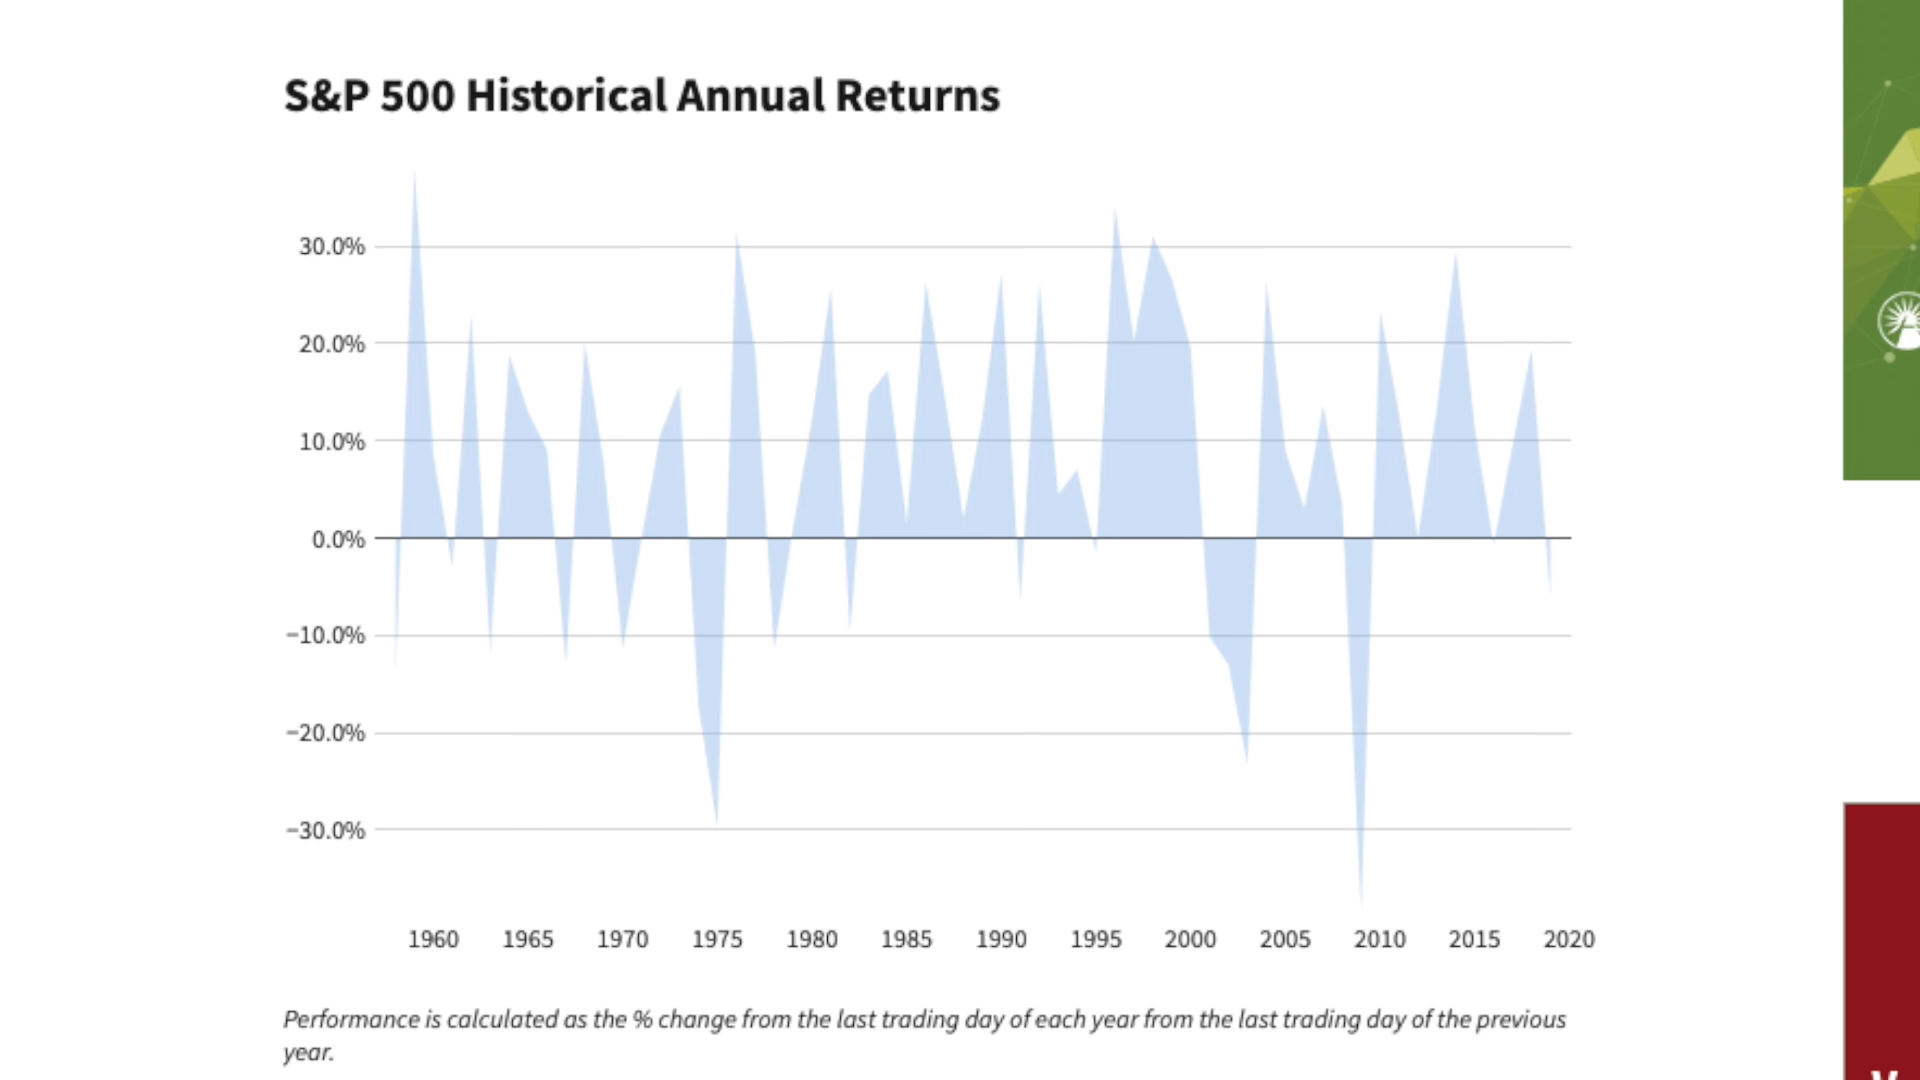 S&P 500 Historical Annual Returns
30.0%
20.0%
10.0%
0.0%
−10.0%
−20.0%
−30.0%
1960 1965 1970 1975 1980 1985 1990 1995 2000 2005 2010 2015 2020
Performance is calculated as the % change from the last trading day of each year from the last trading day of the previous
year.